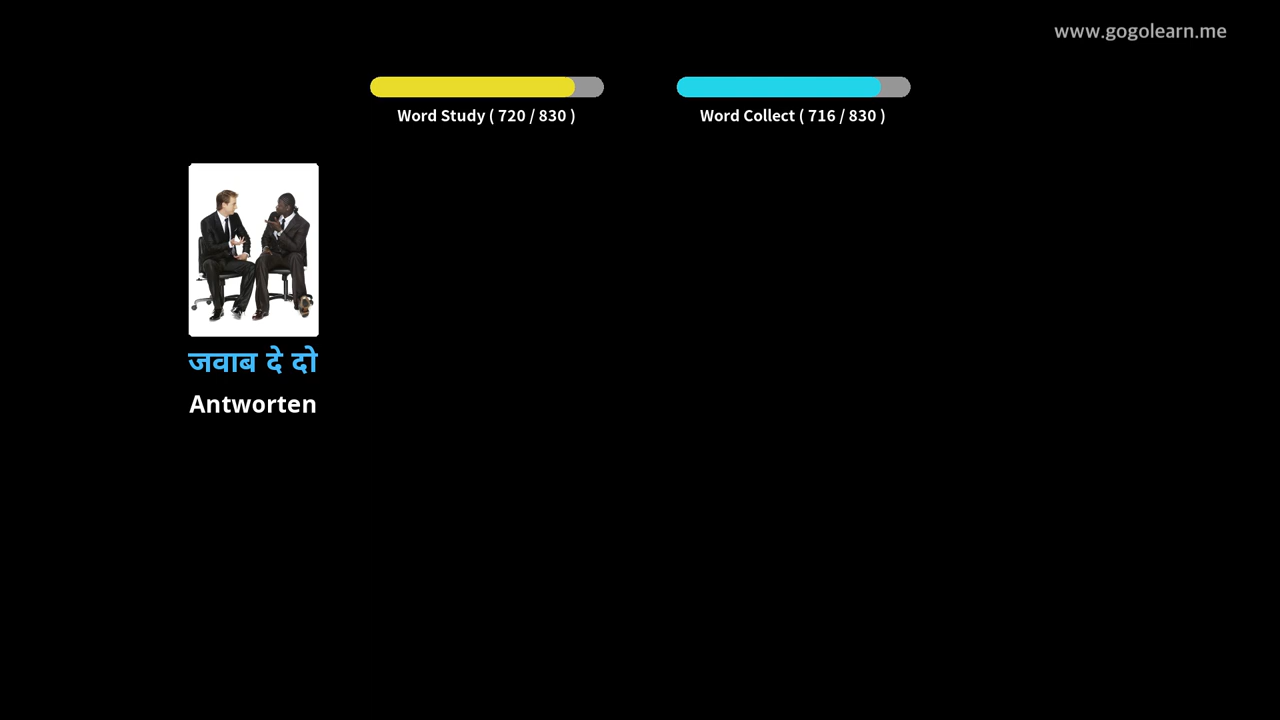 www.gogolearn.me
Word Study ( 720 / 830 )
Word Collect ( 716 / 830 )
जवाब दे दो
Antworten